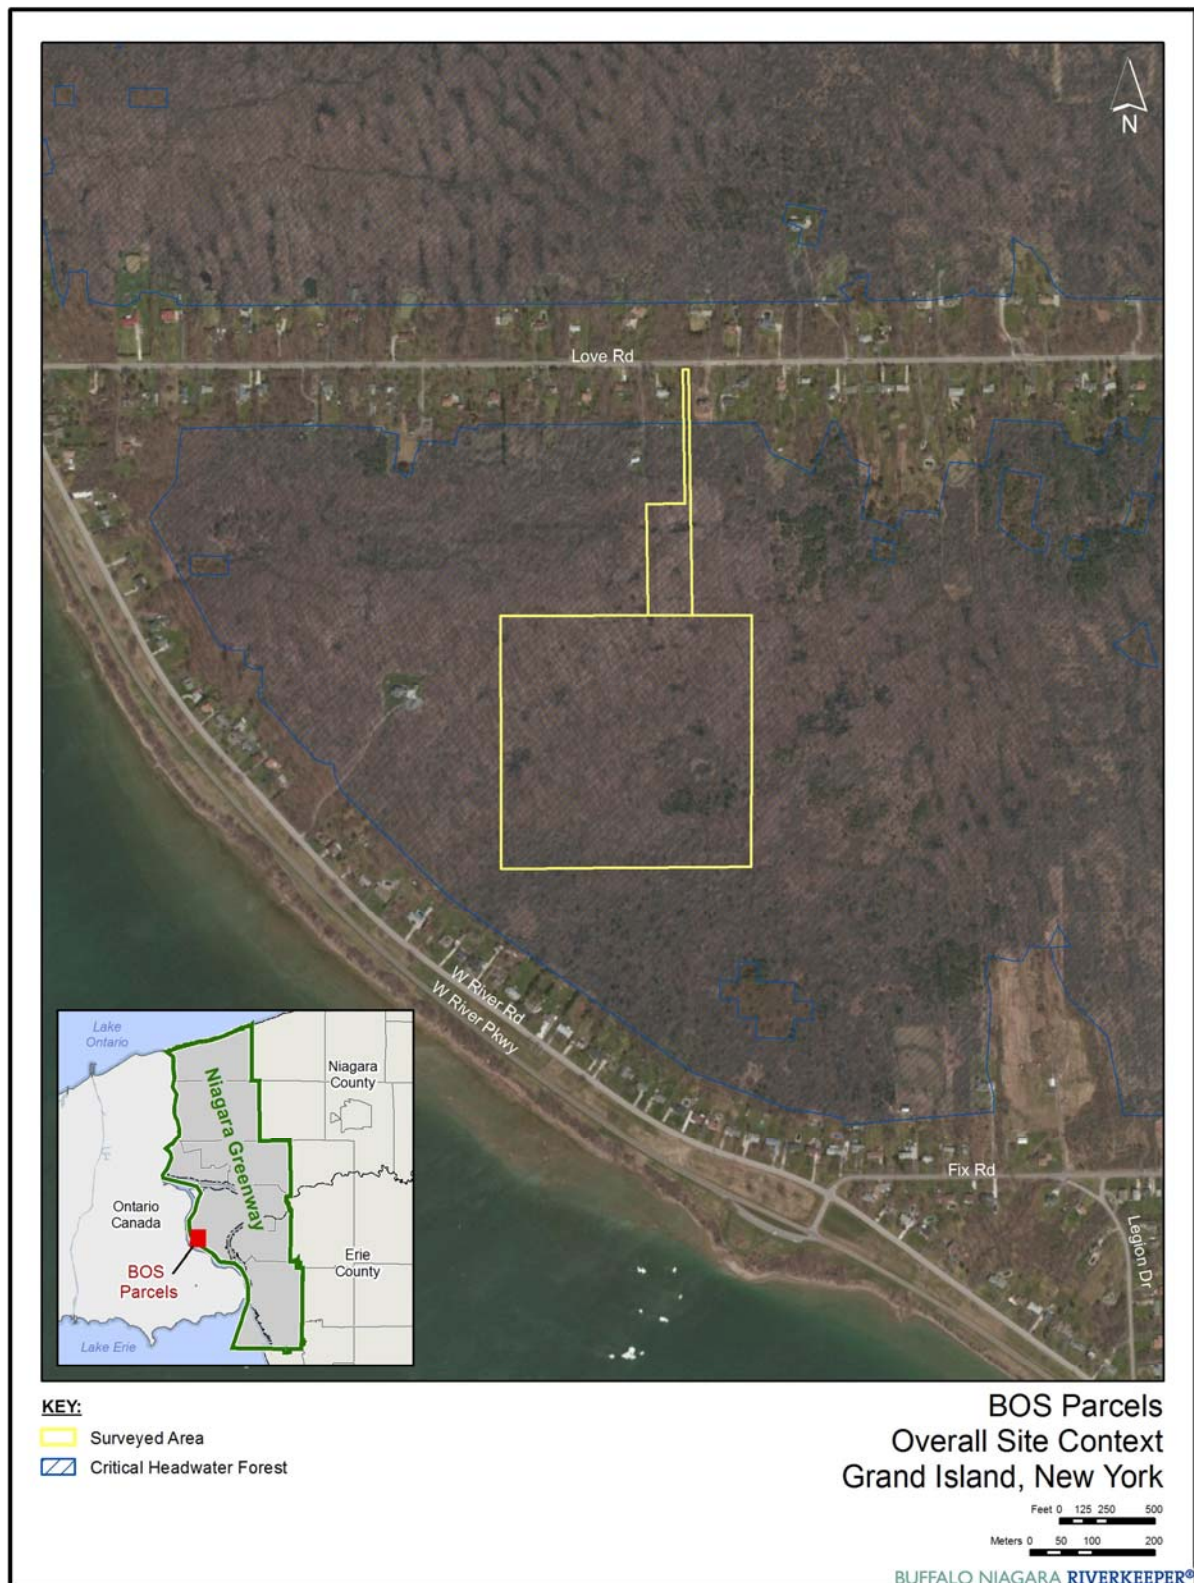 N
Love Rd
W River Rd
W River Pkwy
Fix Rd
Legion Dr
Lake
Ontario
Niagara
County
Niagara Greenway
Ontario
Canada
BOS
Parcels
Erie
County
Lake Erie
KEY:
Surveyed Area
Critical Headwater Forest
BOS Parcels
Overall Site Context
Grand Island, New York
Feet 0 125 250 500
Meters 0 50 100 200
BUFFALO NIAGARA RIVERKEEPER®